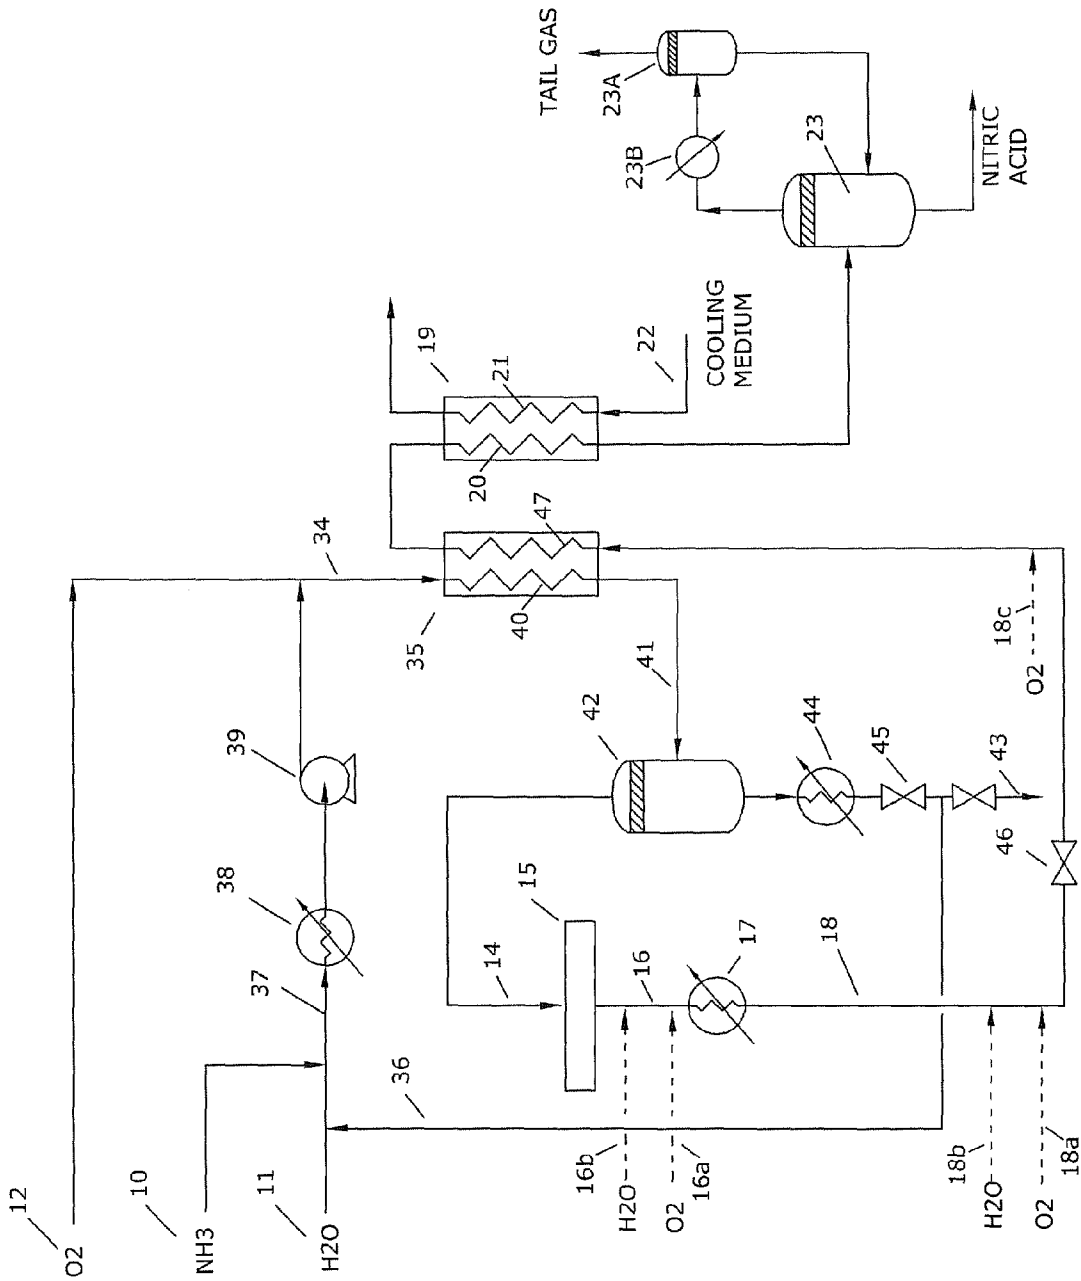 12
O2
10
NH3
11
H2O
37
38
39
34
36
35
40
47
19
20
21
22
COOLING
MEDIUM
TAIL GAS
23A
23B
23
NITRIC
ACID
14
15
16
17
18
16b
H2O
O2
16a
18b
H2O
O2
18a
41
42
44
45
43
46
18c
O2